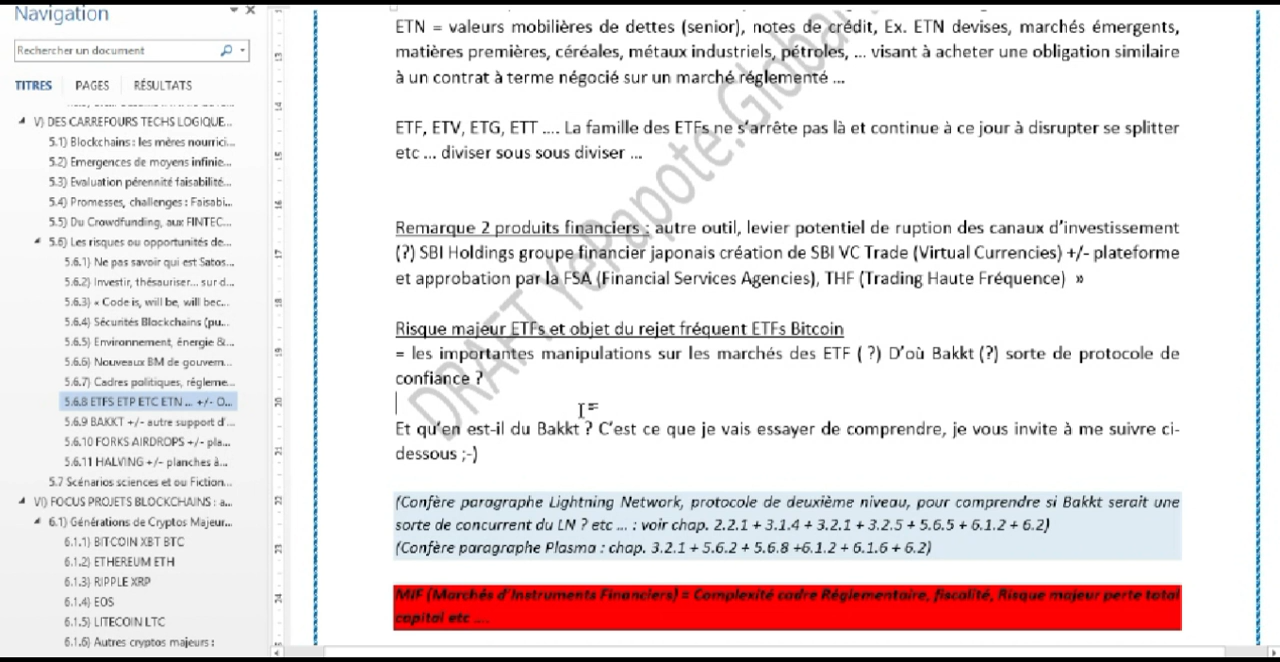 Navigation
Rechercher un document
TITRES PAGES RÉSULTATS
V) DES CARREFOURS TECHS LOGIQUE...
5.1) Blockchains : les mères nourrici...
5.2) Emergences de moyens infinie...
5.3) Evaluation pérennité faisabilité...
5.4) Promesses, challenges : Faisabi...
5.5) Du Crowdfunding, aux FINTEC...
5.6) Les risques ou opportunités de...
5.6.1) Ne pas savoir qui est Satos...
5.6.2) Investir, thésauriser... sur d...
5.6.3) « Code is, will be, will bec...
5.6.4) Sécurités Blockchains (pu...
5.6.5) Environnement, énergie &...
5.6.6) Nouveaux BM de gouvern...
5.6.7) Cadres politiques, régleme...
5.6.8 ETFS ETP ETC ETN ... +/- O...
5.6.9 BAKKT +/- autre support d'...
5.6.10 FORKS AIRDROPS +/- pla...
5.6.11 HALVING +/- planches à...
5.7 Scénarios sciences et ou Fiction...
VI) FOCUS PROJETS BLOCKCHAINS : a...
6.1) Générations de Cryptos Majeur...
6.1.1) BITCOIN XBT BTC
6.1.2) ETHEREUM ETH
6.1.3) RIPPLE XRP
6.1.4) EOS
6.1.5) LITECOIN LTC
6.1.6) Autres cryptos majeurs :
13
14
15
16
17
18
19
20
21
22
23
24
ETN = valeurs mobilières de dettes (senior), notes de crédit, Ex. ETN devises, marchés émergents,
matières premières, céréales, métaux industriels, pétroles, ... visant à acheter une obligation similaire
à un contrat à terme négocié sur un marché réglementé ...
ETF, ETV, ETG, ETT .... La famille des ETFs ne s'arrête pas là et continue à ce jour à disrupter se splitter
etc ... diviser sous sous diviser ...
Remarque 2 produits financiers : autre outil, levier potentiel de ruption des canaux d'investissement
(?) SBI Holdings groupe financier japonais création de SBI VC Trade (Virtual Currencies) +/- plateforme
et approbation par la FSA (Financial Services Agencies), THF (Trading Haute Fréquence) »
Risque majeur ETFs et objet du rejet fréquent ETFs Bitcoin
= les importantes manipulations sur les marchés des ETF ( ?) D'où Bakkt (?) sorte de protocole de
confiance ?
Et qu'en est-il du Bakkt ? C'est ce que je vais essayer de comprendre, je vous invite à me suivre ci-
dessous ;-)
(Confère paragraphe Lightning Network, protocole de deuxième niveau, pour comprendre si Bakkt serait une
sorte de concurrent du LN ? etc ... : voir chap. 2.2.1 + 3.1.4 + 3.2.1 + 3.2.5 + 5.6.5 + 6.1.2 + 6.2)
(Confère paragraphe Plasma : chap. 3.2.1 + 5.6.2 + 5.6.8 +6.1.2 + 6.1.6 + 6.2)
MIF (Marchés d'Instruments Financiers) = Complexité cadre Réglementaire, fiscalité, Risque majeur perte total
capital etc ....
DRAFT YePapote.Global